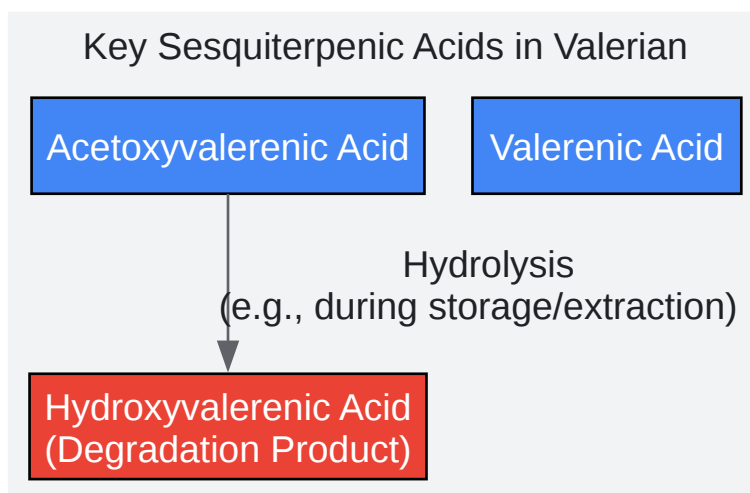 Key Sesquiterpenic Acids in Valerian
Acetoxyvalerenic Acid
Valerenic Acid
Hydrolysis
(e.g., during storage/extraction)
Hydroxyvalerenic Acid
(Degradation Product)